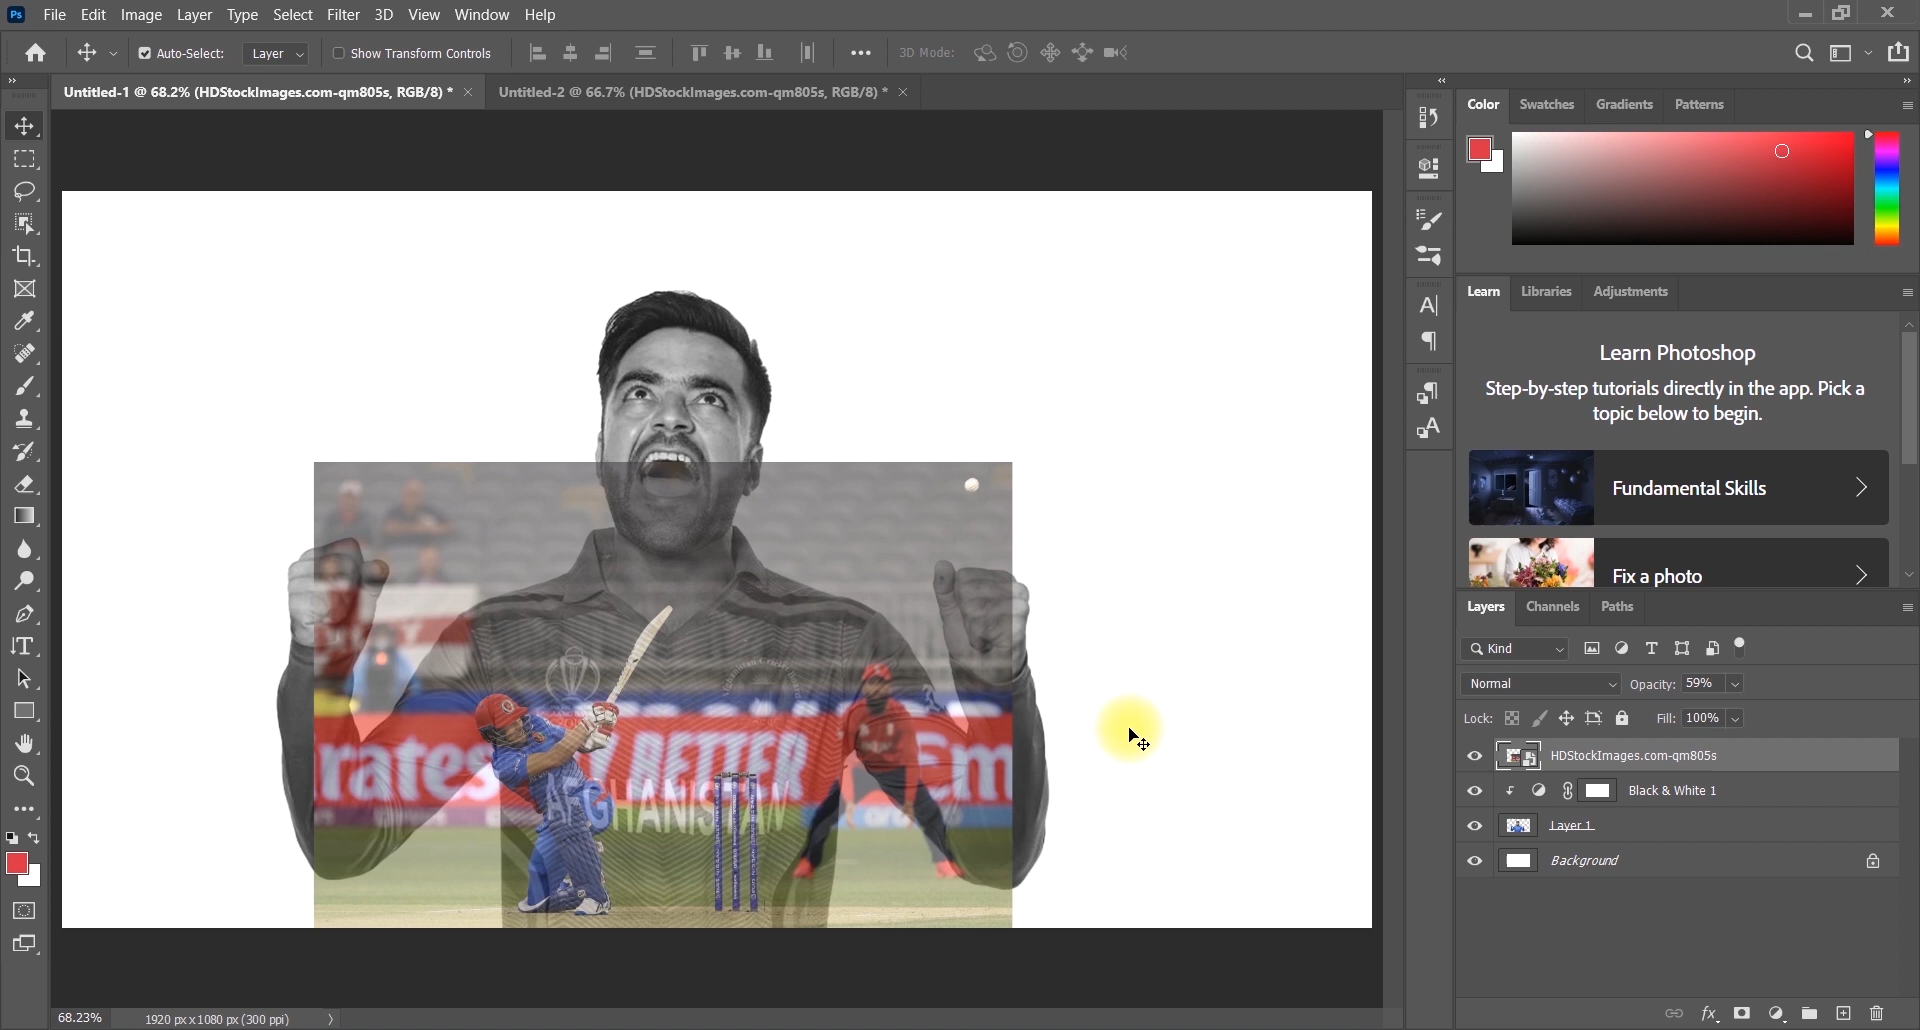 Ps File Edit Image Layer Type Select Filter 3D View Window Help
Auto-Select: Layer Show Transform Controls 3D Mode:
Untitled-1 @ 68.2% (HDStockImages.com-qm805s, RGB/8) * Untitled-2 @ 66.7% (HDStockImages.com-qm805s, RGB/8) *
Color Swatches Gradients Patterns
Learn Libraries Adjustments
Learn Photoshop
Step-by-step tutorials directly in the app. Pick a
topic below to begin.
Fundamental Skills
Fix a photo
Layers Channels Paths
Kind
Normal Opacity: 59%
Lock: Fill: 100%
HDStockImages.com-qm805s
Black & White 1
Layer 1
Background
BETTER
AFGHANISTAN
68.23% 1920 px x 1080 px (300 ppi)
fx